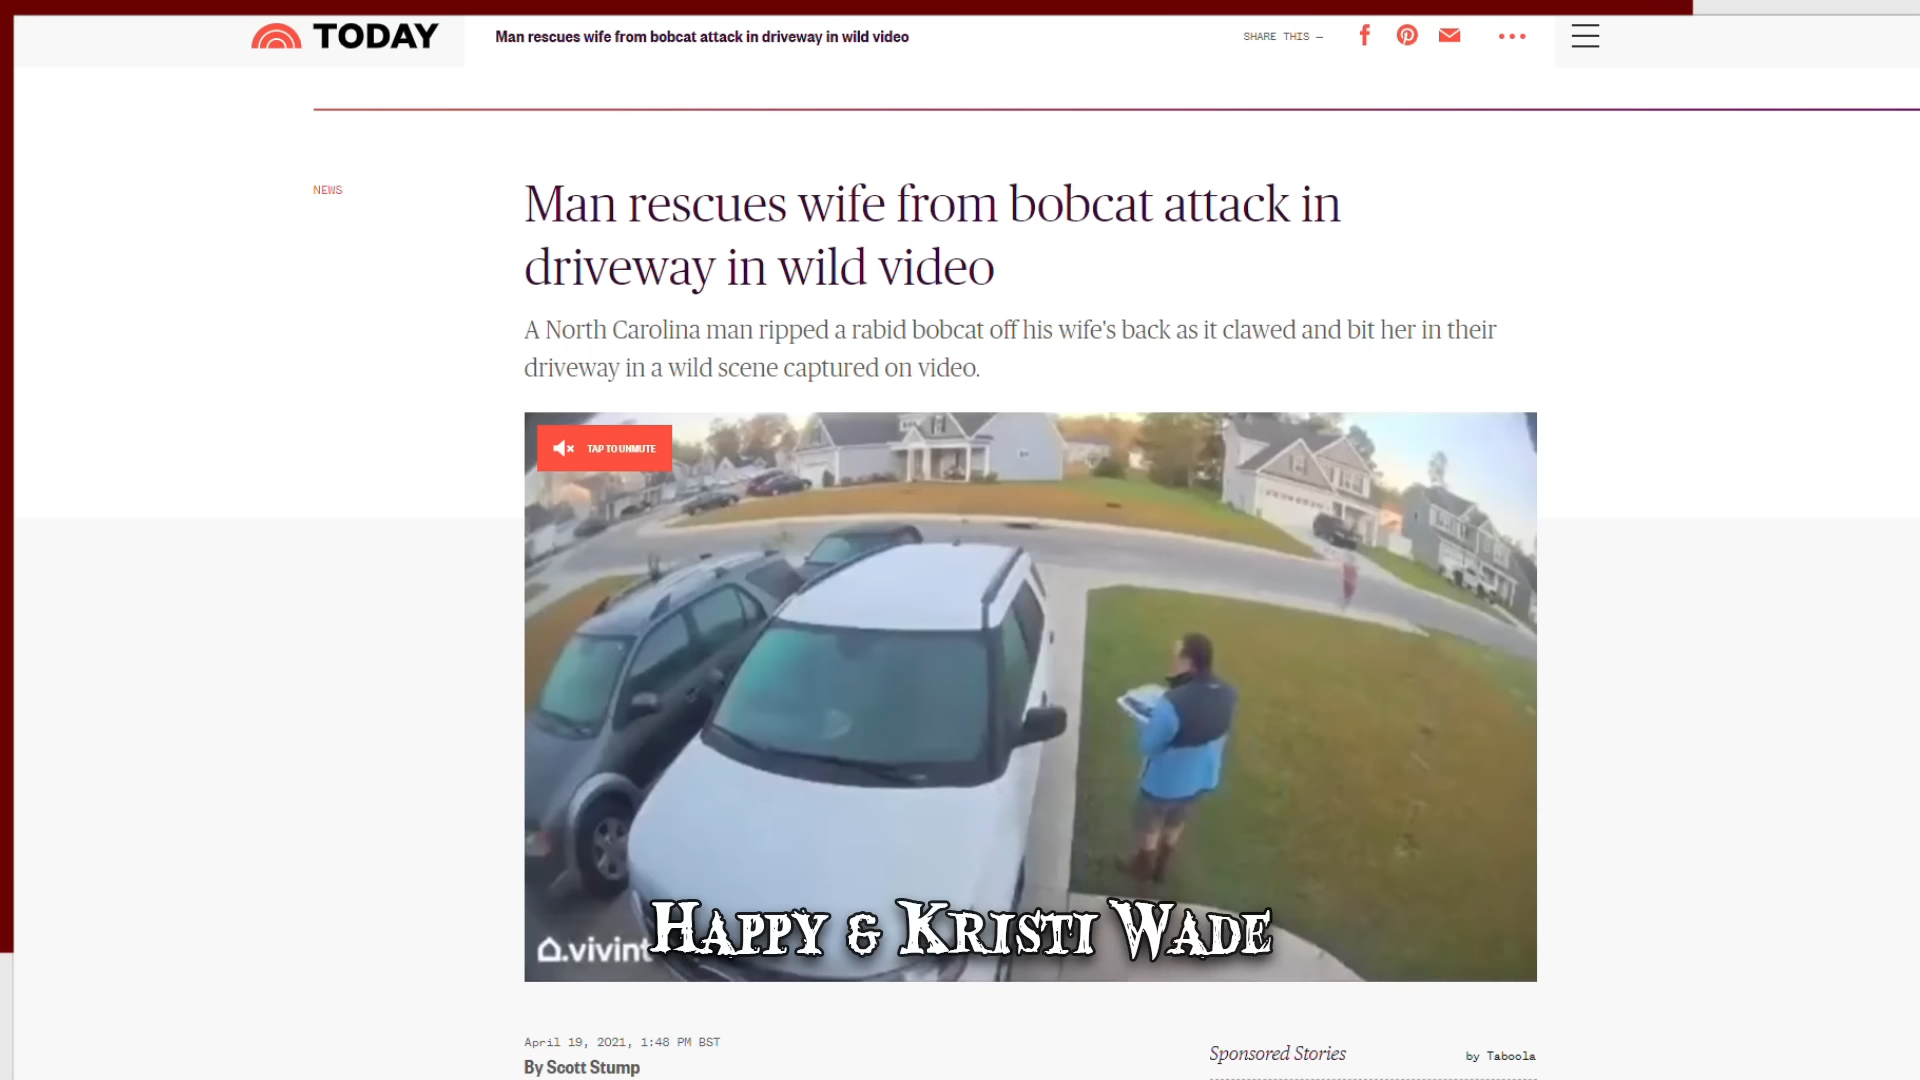 TODAY
Man rescues wife from bobcat attack in driveway in wild video
SHARE THIS —
NEWS
Man rescues wife from bobcat attack in
driveway in wild video
A North Carolina man ripped a rabid bobcat off his wife's back as it clawed and bit her in their
driveway in a wild scene captured on video.
TAP TO UNMUTE
Happy & Kristi Wade
vivint
April 19, 2021, 1:48 PM BST
By Scott Stump
Sponsored Stories
by Taboola